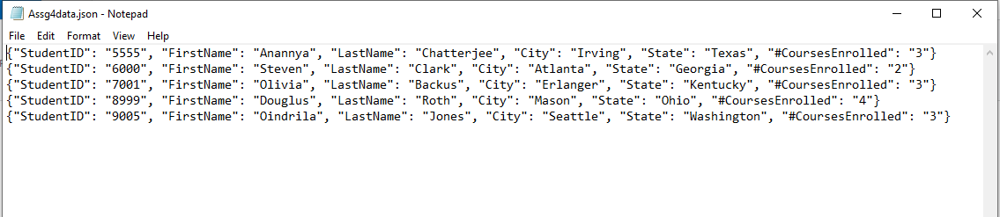 Assg4data.json - Notepad
File Edit Format View Help
{"StudentID": "5555", "FirstName": "Anannya", "LastName": "Chatterjee", "City": "Irving", "State": "Texas", "#CoursesEnrolled": "3"}
{"StudentID": "6000", "FirstName": "Steven", "LastName": "Clark", "City": "Atlanta", "State": "Georgia", "#CoursesEnrolled": "2"}
{"StudentID": "7001", "FirstName": "Olivia", "LastName": "Backus", "City": "Erlanger", "State": "Kentucky", "#CoursesEnrolled": "3"}
{"StudentID": "8999", "FirstName": "Douglus", "LastName": "Roth", "City": "Mason", "State": "Ohio", "#CoursesEnrolled": "4"}
{"StudentID": "9005", "FirstName": "Oindrila", "LastName": "Jones", "City": "Seattle", "State": "Washington", "#CoursesEnrolled": "3"}